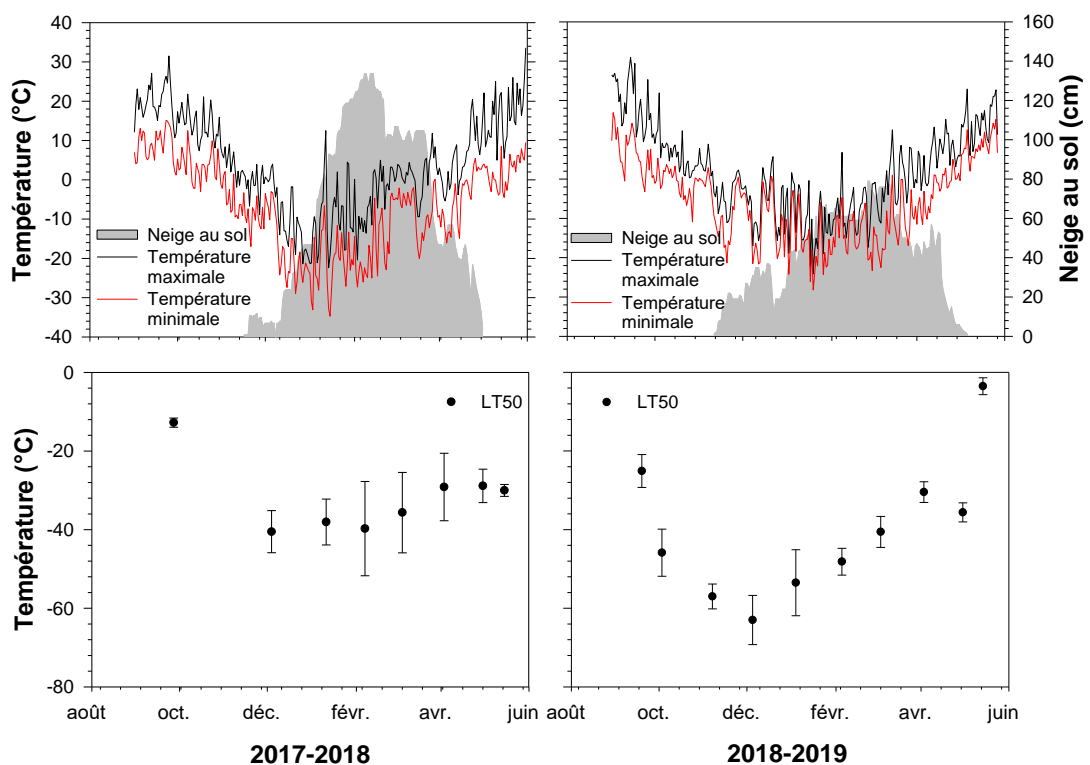 40
30
20
10
0
-10
-20
-30
-40
Température (°C)
Neige au sol
Température
maximale
Température
minimale
Neige au sol
Température
maximale
Température
minimale
160
140
120
100
80
60
40
20
0
Neige au sol (cm)
0
-20
-40
-60
-80
Température (°C)
LT50
LT50
août oct. déc. févr. avr. juin
août oct. déc. févr. avr. juin
2017-2018
2018-2019